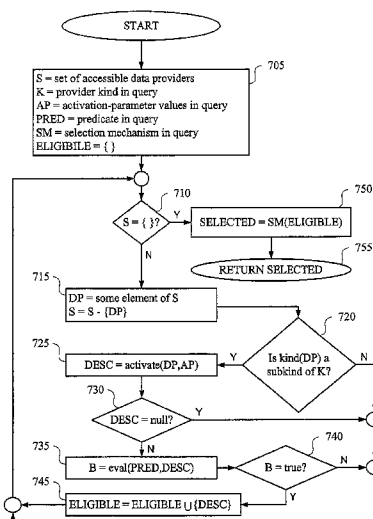 START
705
S = set of accessible data providers
K = provider kind in query
AP = activation-parameter values in query
PRED = predicate in query
SM = selection mechanism in query
ELIGIBILE = { }
710
S = { }?
Y
N
750
SELECTED = SM(ELIGIBLE)
755
RETURN SELECTED
715
DP = some element of S
S = S - {DP}
720
Is kind(DP) a
subkind of K?
Y
N
725
DESC = activate(DP,AP)
730
DESC = null?
Y
N
735
B = eval(PRED,DESC)
740
B = true?
N
Y
745
ELIGIBLE = ELIGIBLE ∪ {DESC}